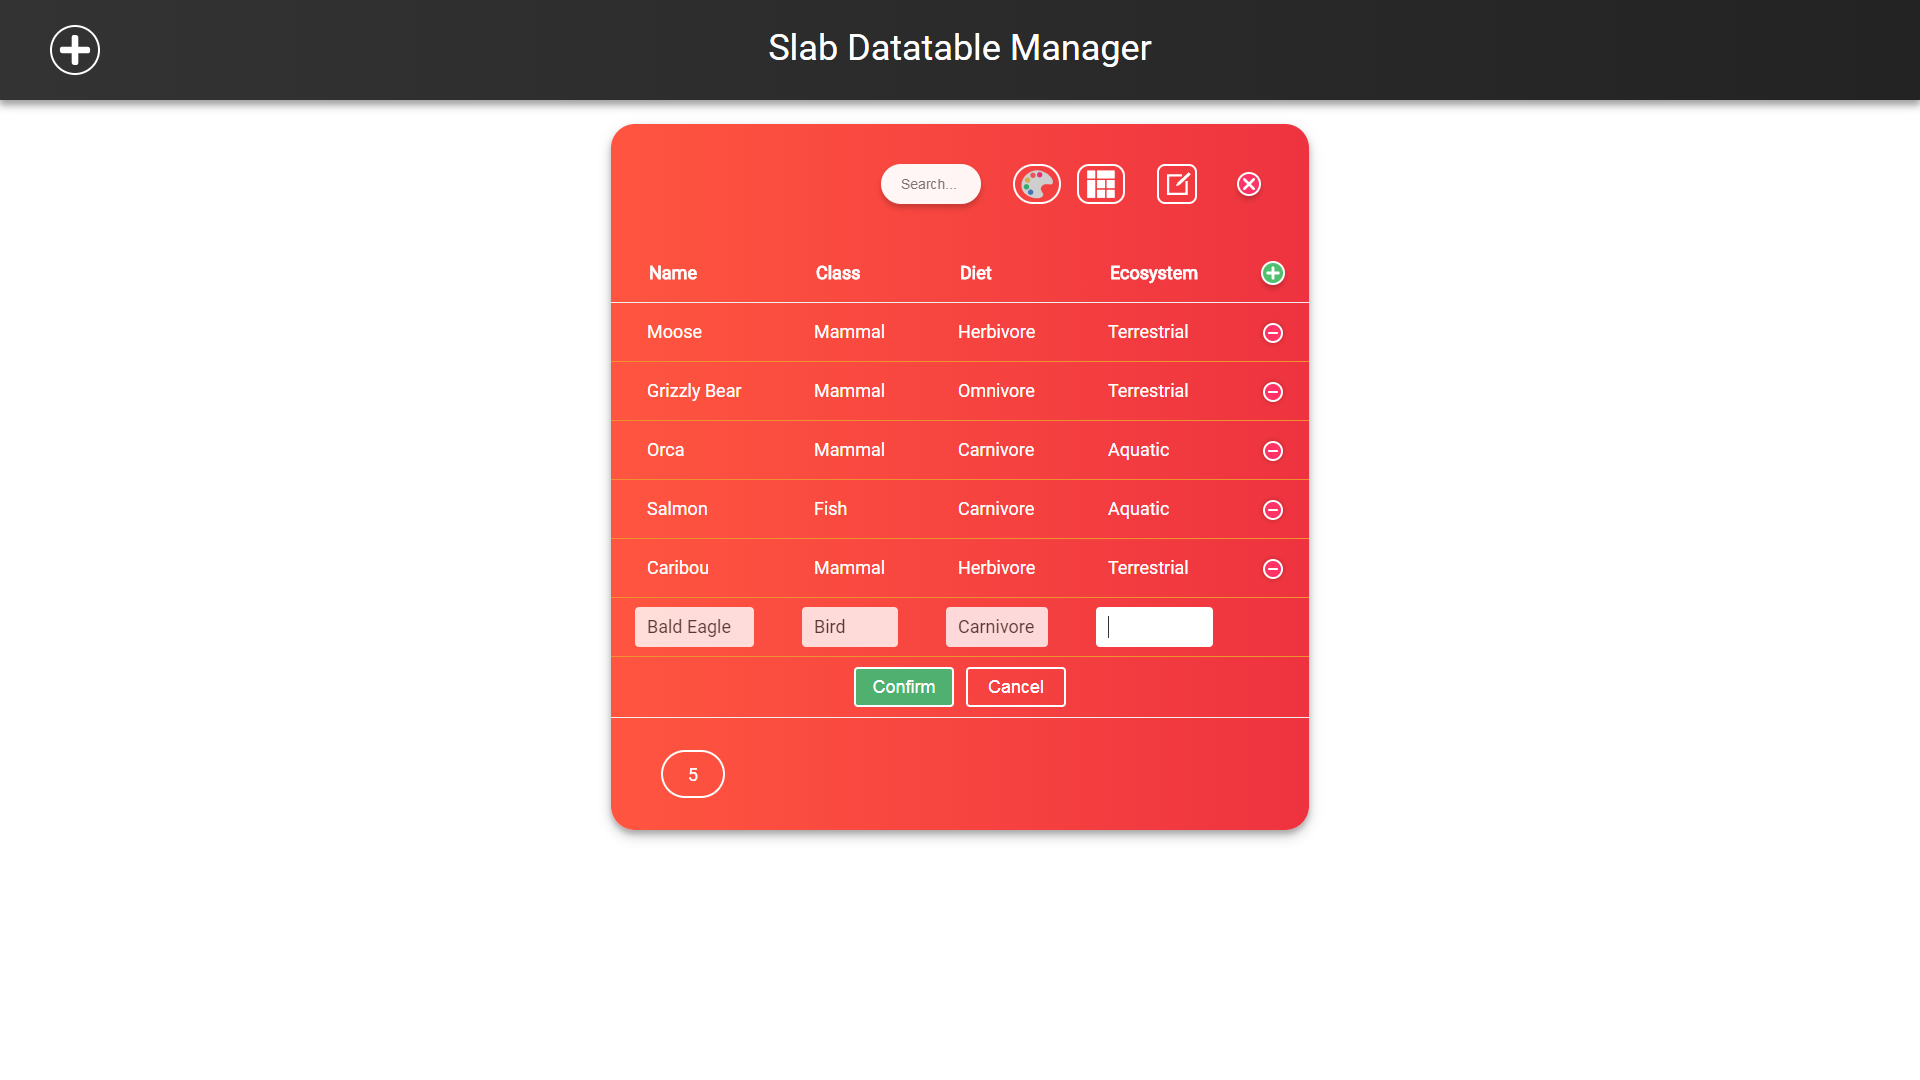 Slab Datatable Manager
Search...
Name Class Diet Ecosystem
Moose Mammal Herbivore Terrestrial
Grizzly Bear Mammal Omnivore Terrestrial
Orca Mammal Carnivore Aquatic
Salmon Fish Carnivore Aquatic
Caribou Mammal Herbivore Terrestrial
Bald Eagle Bird Carnivore
Confirm Cancel
5